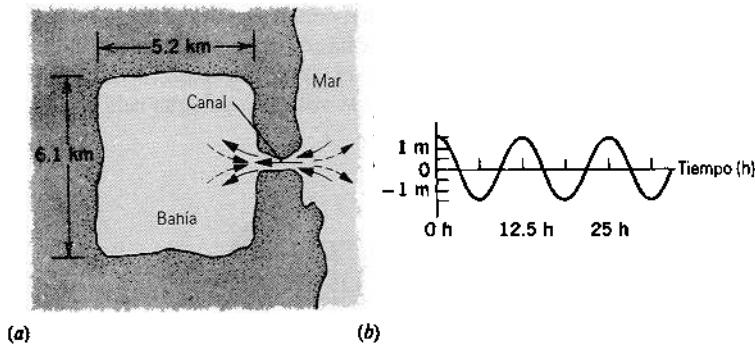 5.2 km
Mar
Canal
6.1 km
Bahía
(a)
1 m
0
−1 m
Tiempo (h)
0 h
12.5 h
25 h
(b)